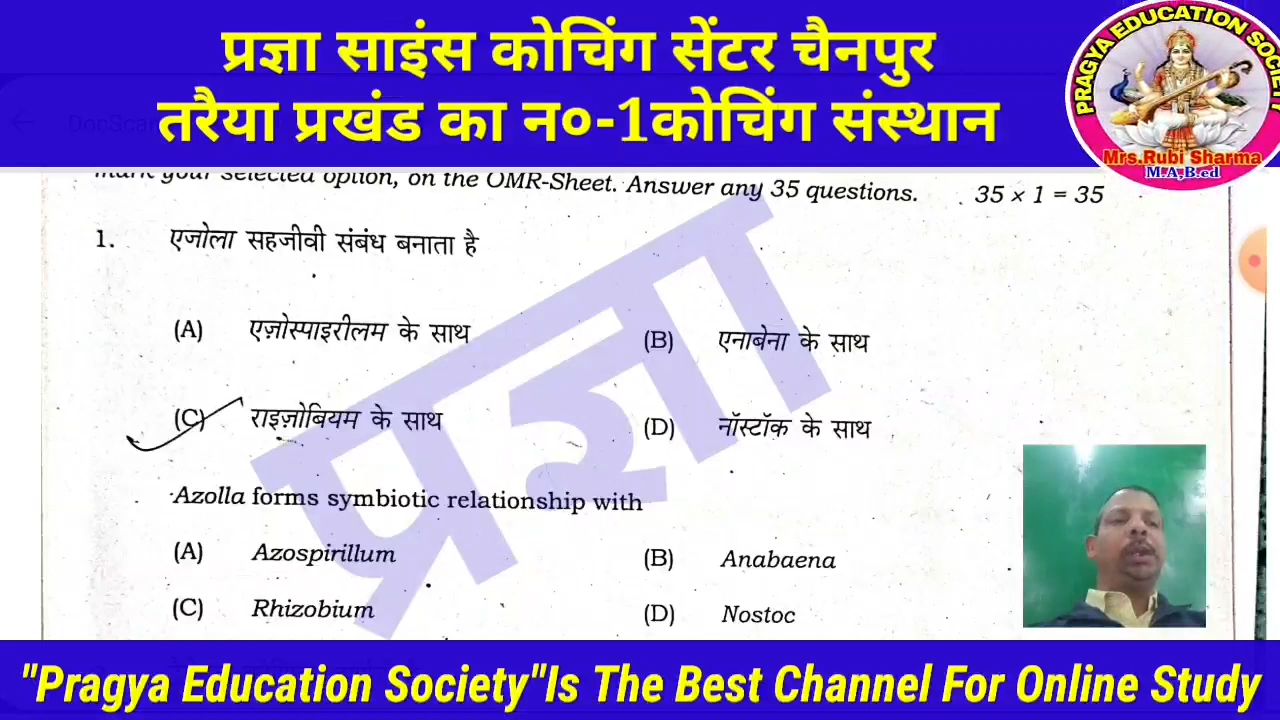 प्रज्ञा साइंस कोचिंग सेंटर चैनपुर
तरैया प्रखंड का न०-1कोचिंग संस्थान
PRAGYA EDUCATION SOCIETY
Mrs.Rubi Sharma
M.A,B.ed
DocScan
mark your selected option, on the OMR-Sheet. Answer any 35 questions. 35 × 1 = 35
1. एजोला सहजीवी संबंध बनाता है
(A) एज़ोस्पाइरीलम के साथ (B) एनाबेना के साथ
(C) राइज़ोबियम के साथ (D) नॉस्टॉक के साथ
प्रज्ञा
Azolla forms symbiotic relationship with
(A) Azospirillum (B) Anabaena
(C) Rhizobium (D) Nostoc
"Pragya Education Society"Is The Best Channel For Online Study